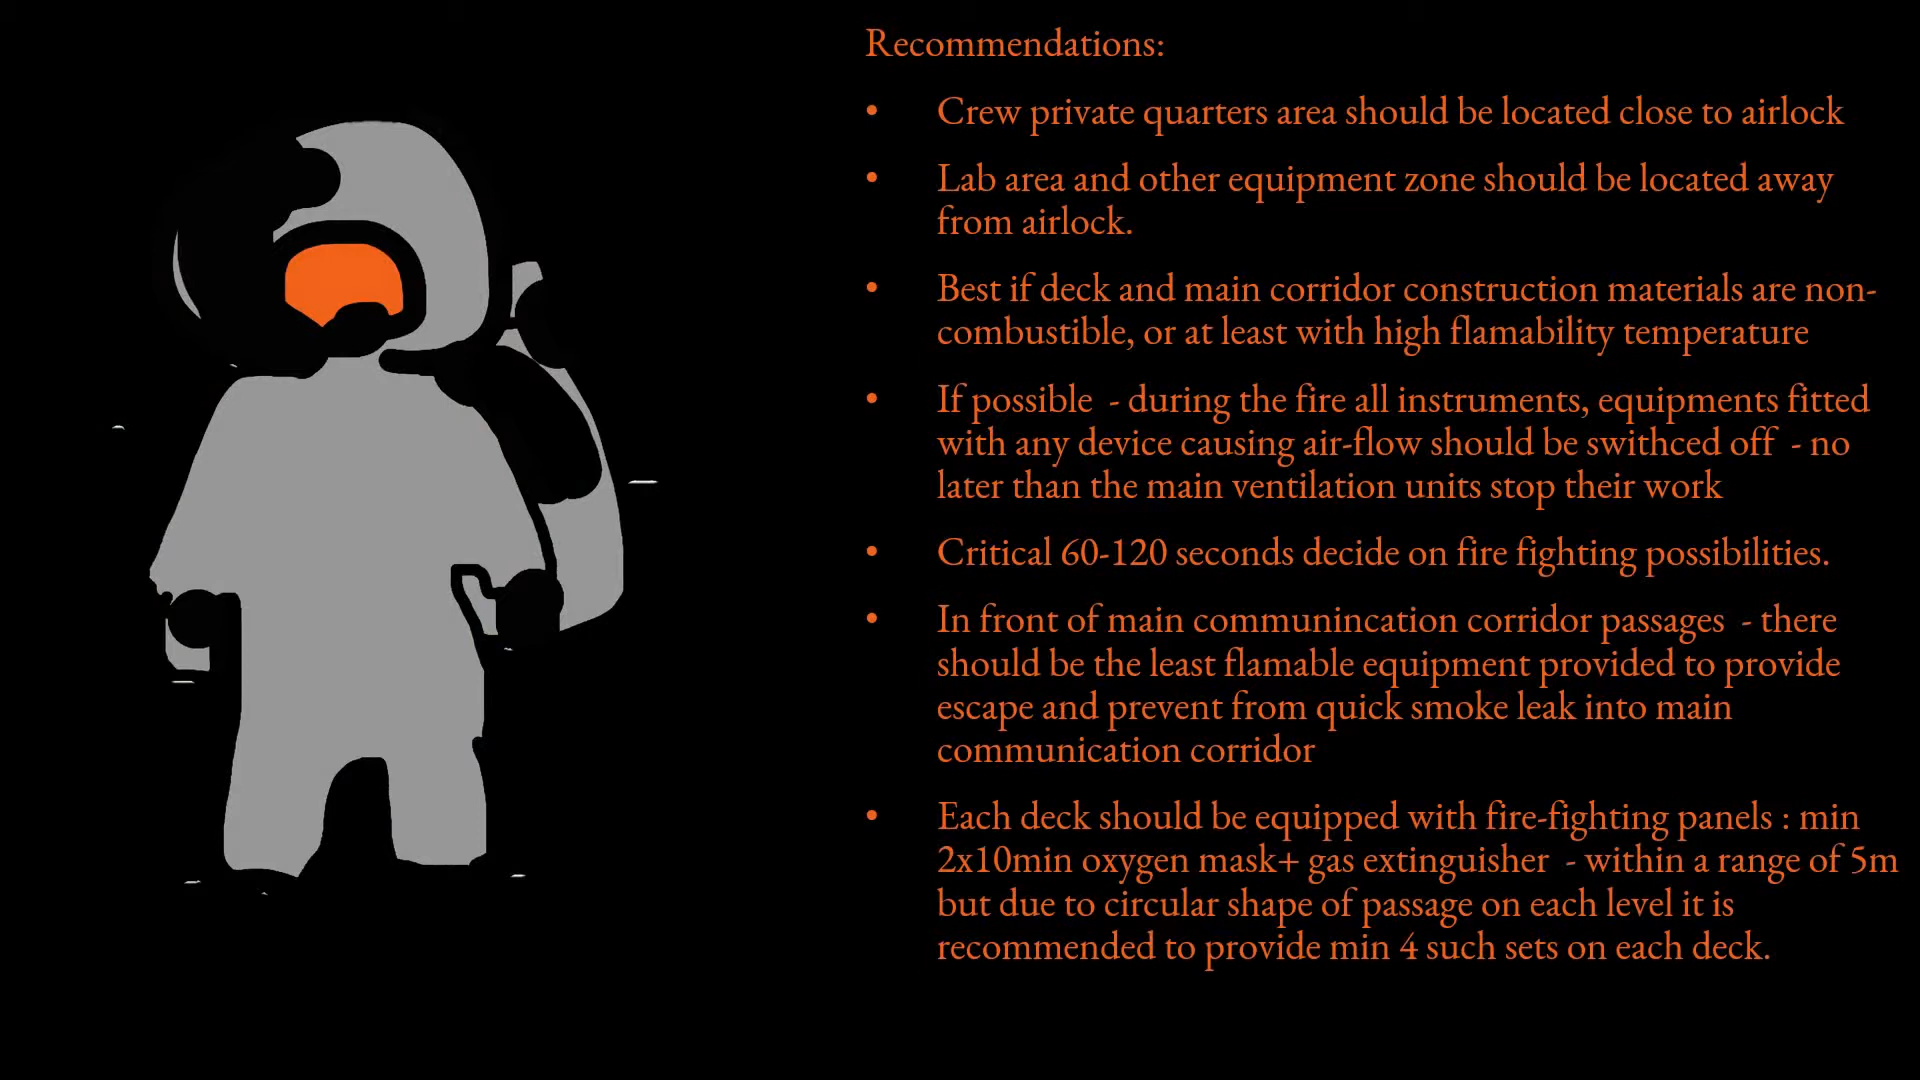 Recommendations:
• Crew private quarters area should be located close to airlock
• Lab area and other equipment zone should be located away
from airlock.
• Best if deck and main corridor construction materials are non-
combustible, or at least with high flamability temperature
• If possible  - during the fire all instruments, equipments fitted
with any device causing air-flow should be swithced off  - no
later than the main ventilation units stop their work
• Critical 60-120 seconds decide on fire fighting possibilities.
• In front of main communincation corridor passages  - there
should be the least flamable equipment provided to provide
escape and prevent from quick smoke leak into main
communication corridor
• Each deck should be equipped with fire-fighting panels : min
2x10min oxygen mask+ gas extinguisher  - within a range of 5m
but due to circular shape of passage on each level it is
recommended to provide min 4 such sets on each deck.